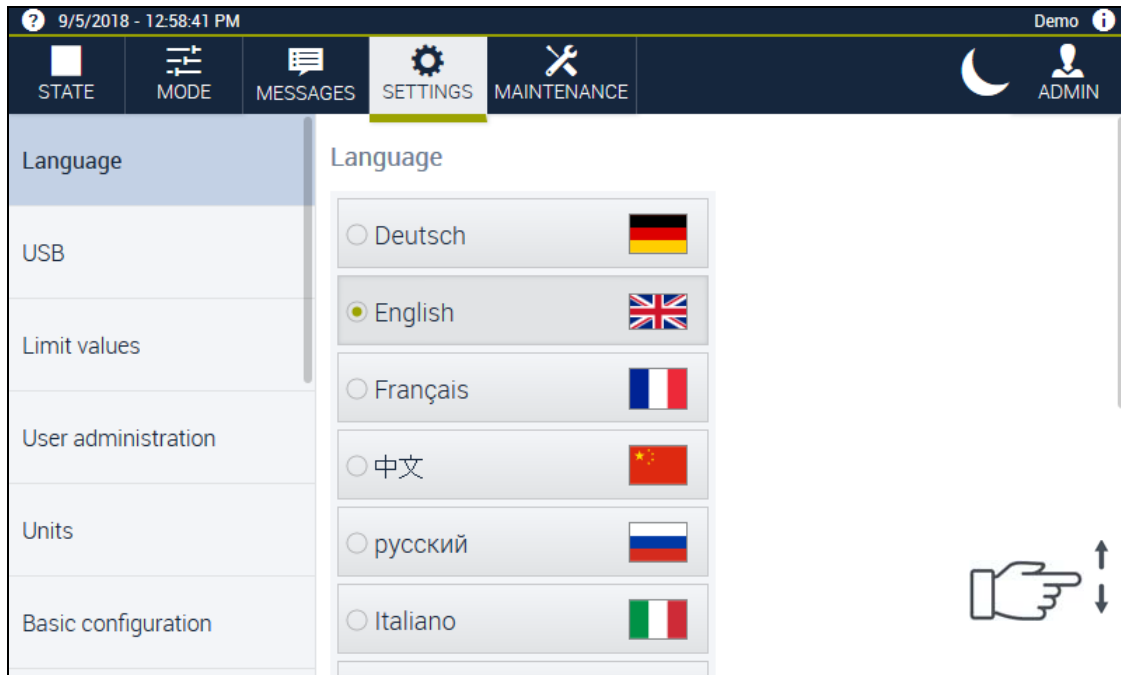 ? 9/5/2018 - 12:58:41 PM Demo i
STATE MODE MESSAGES SETTINGS MAINTENANCE ADMIN
Language
USB
Limit values
User administration
Units
Basic configuration
Language
Deutsch
English
Français
中文
русский
Italiano